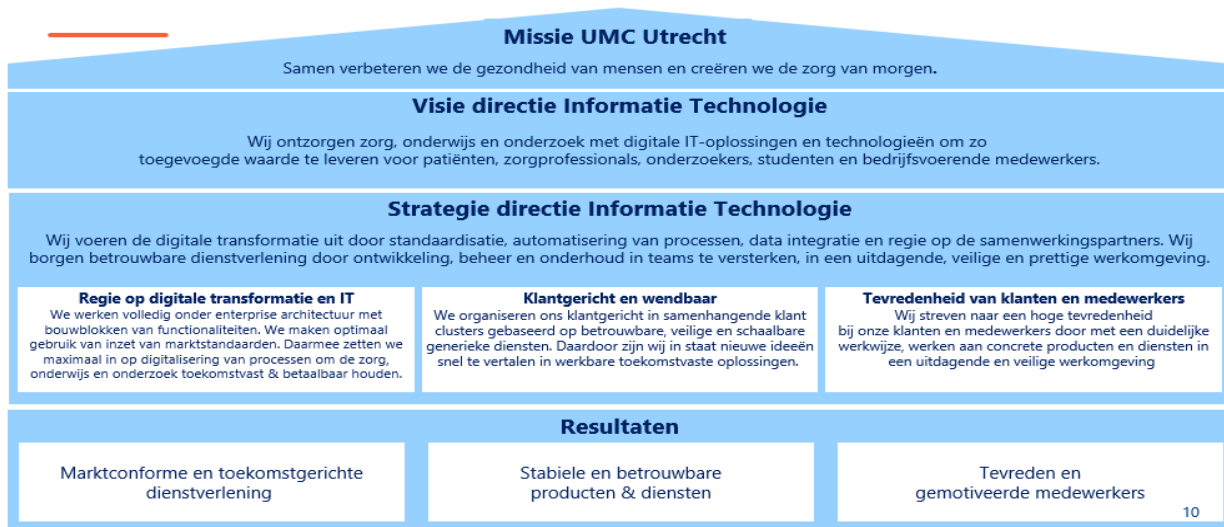 Missie UMC Utrecht
Samen verbeteren we de gezondheid van mensen en creëren we de zorg van morgen.
Visie directie Informatie Technologie
Wij ontzorgen zorg, onderwijs en onderzoek met digitale IT-oplossingen en technologieën om zo
toegevoegde waarde te leveren voor patiënten, zorgprofessionals, onderzoekers, studenten en bedrijfsvoerende medewerkers.
Strategie directie Informatie Technologie
Wij voeren de digitale transformatie uit door standaardisatie, automatisering van processen, data integratie en regie op de samenwerkingspartners. Wij
borgen betrouwbare dienstverlening door ontwikkeling, beheer en onderhoud in teams te versterken, in een uitdagende, veilige en prettige werkomgeving.
Regie op digitale transformatie en IT
We werken volledig onder enterprise architectuur met
bouwblokken van functionaliteiten. We maken optimaal
gebruik van inzet van marktstandaarden. Daarmee zetten we
maximaal in op digitalisering van processen om de zorg,
onderwijs en onderzoek toekomstvast & betaalbaar houden.
Klantgericht en wendbaar
We organiseren ons klantgericht in samenhangende klant
clusters gebaseerd op betrouwbare, veilige en schaalbare
generieke diensten. Daardoor zijn wij in staat nieuwe ideeën
snel te vertalen in werkbare toekomstvaste oplossingen.
Tevredenheid van klanten en medewerkers
Wij streven naar een hoge tevredenheid
bij onze klanten en medewerkers door met een duidelijke
werkwijze, werken aan concrete producten en diensten in
een uitdagende en veilige werkomgeving
Resultaten
Marktconforme en toekomstgerichte
dienstverlening
Stabiele en betrouwbare
producten & diensten
Tevreden en
gemotiveerde medewerkers
10